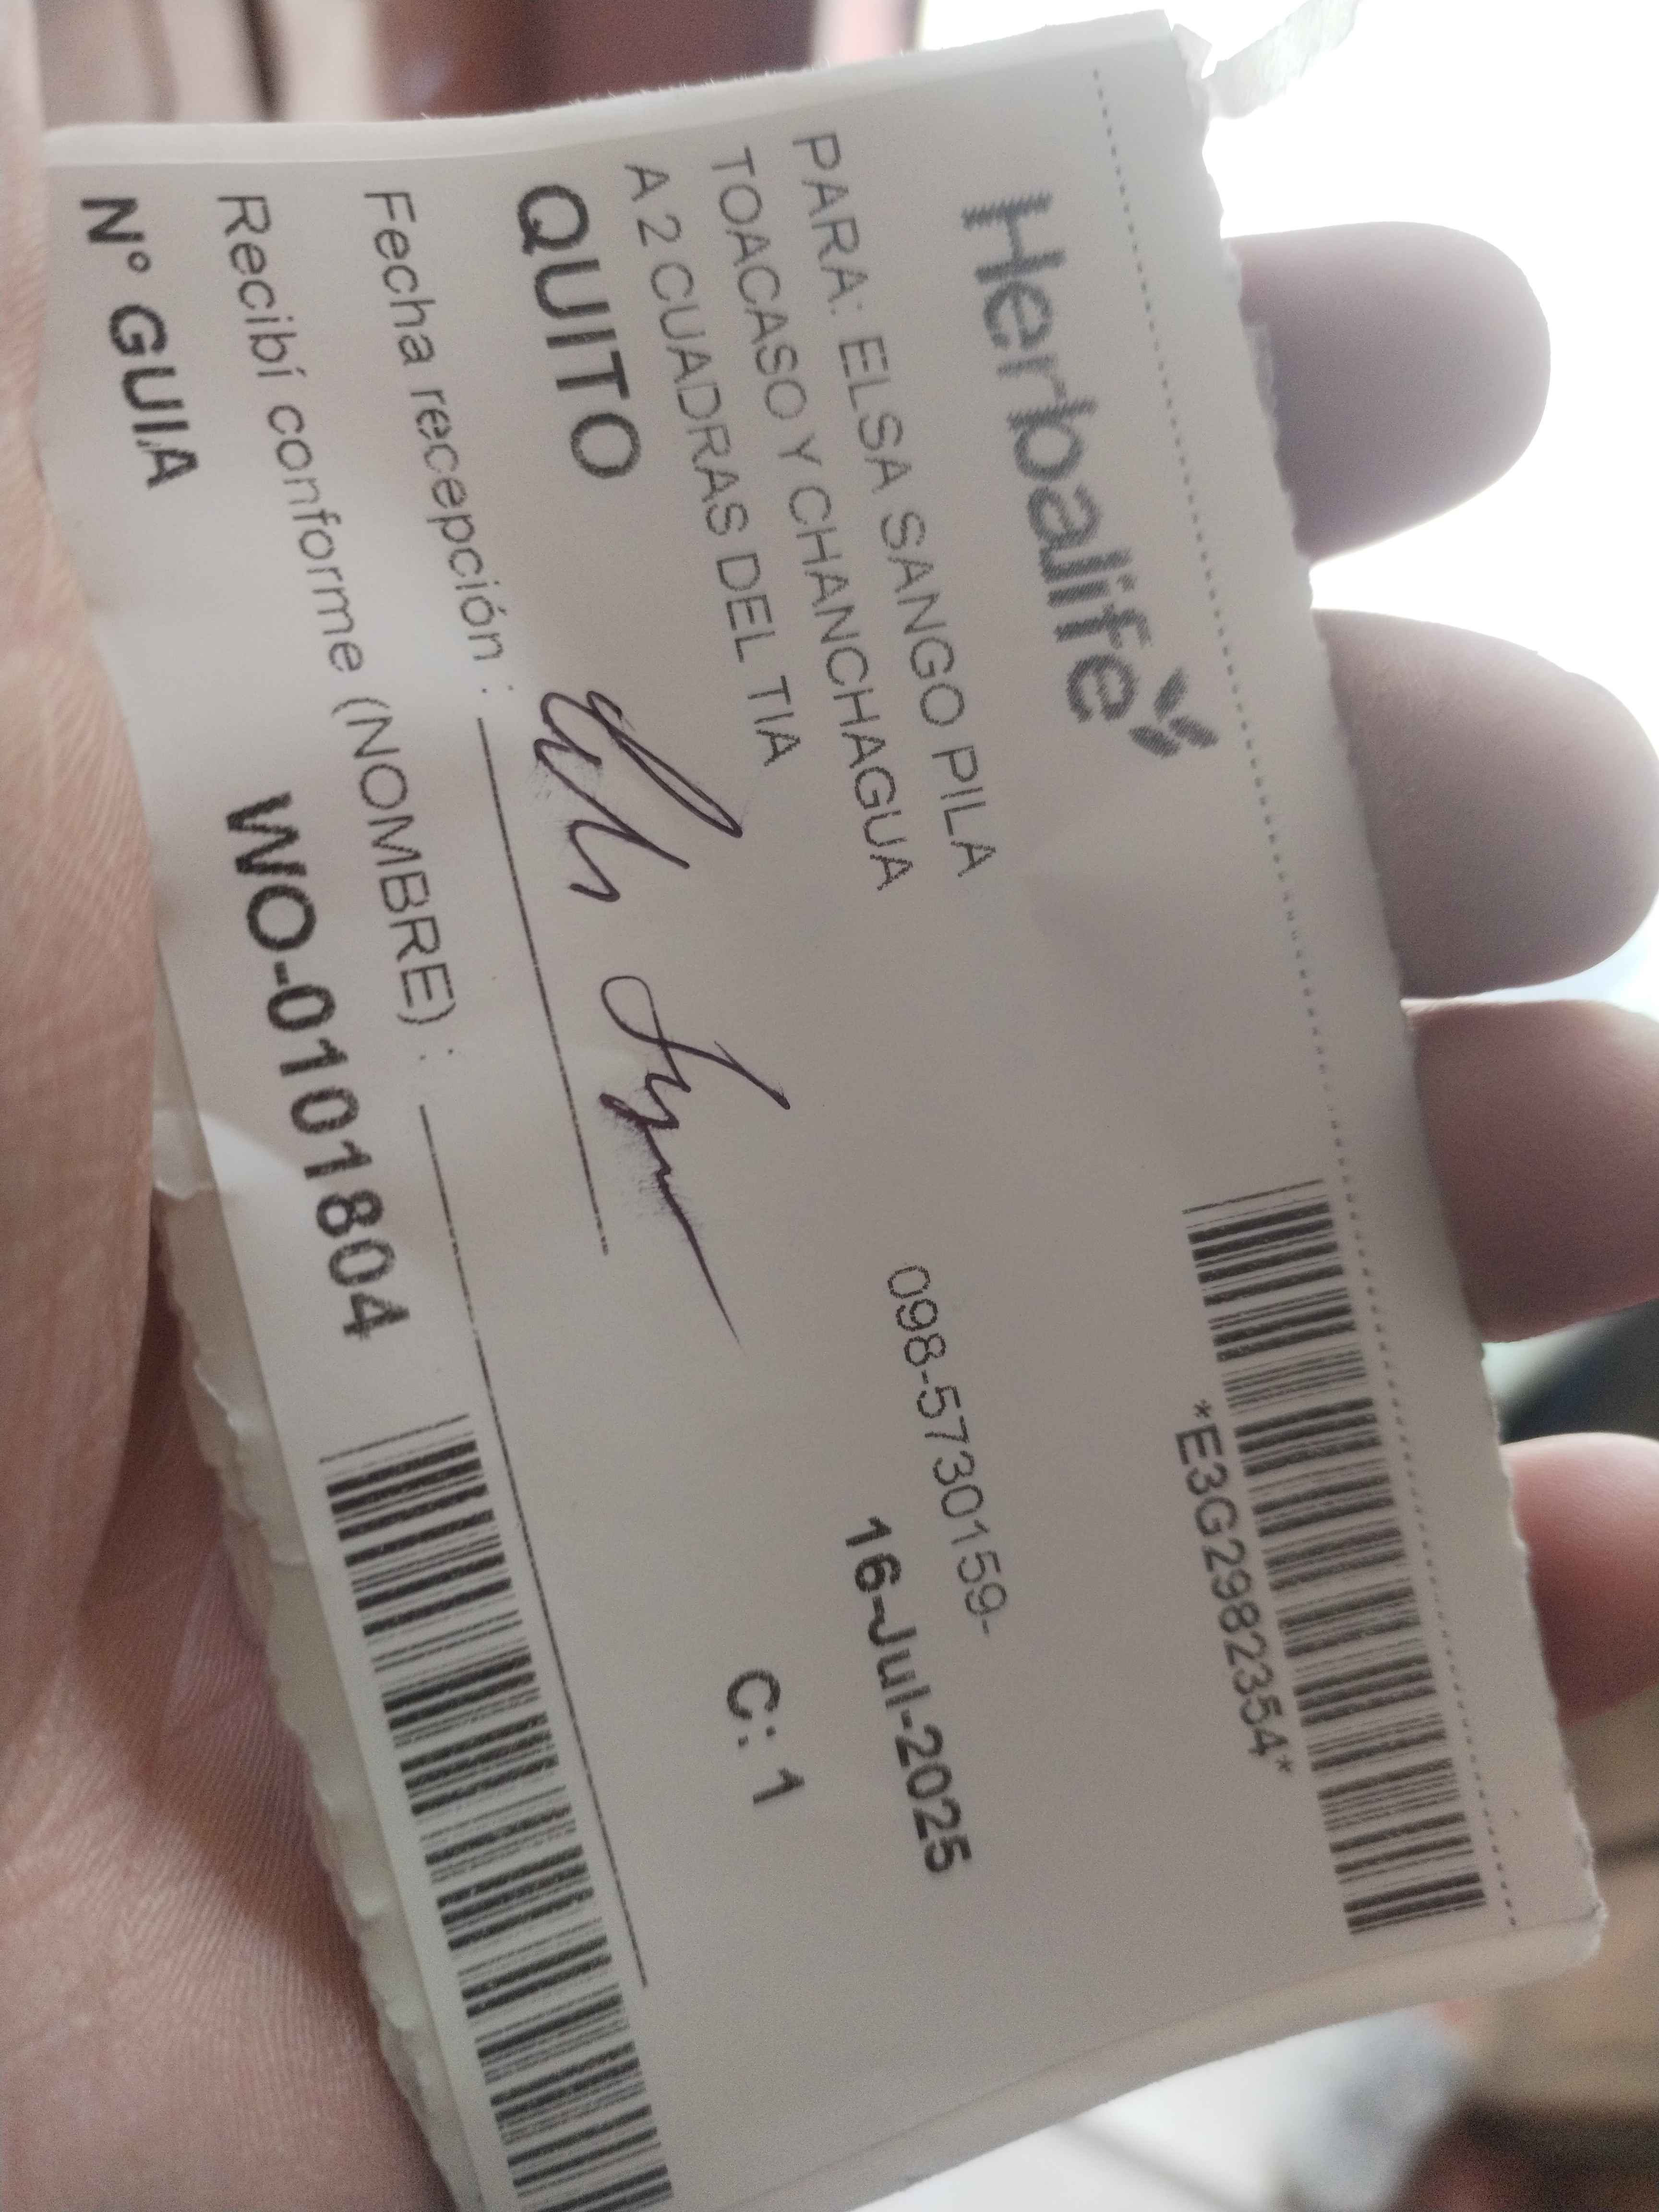 Herbalife
*E3G2982354*
PARA: ELSA SANGO PILA
TOACASO Y CHANCHAGUA
098-5730159-
A 2 CUADRAS DEL TIA
16-Jul-2025
QUITO
C: 1
Fecha recepción :
Recibí conforme (NOMBRE) :
N° GUIA WO-0101804